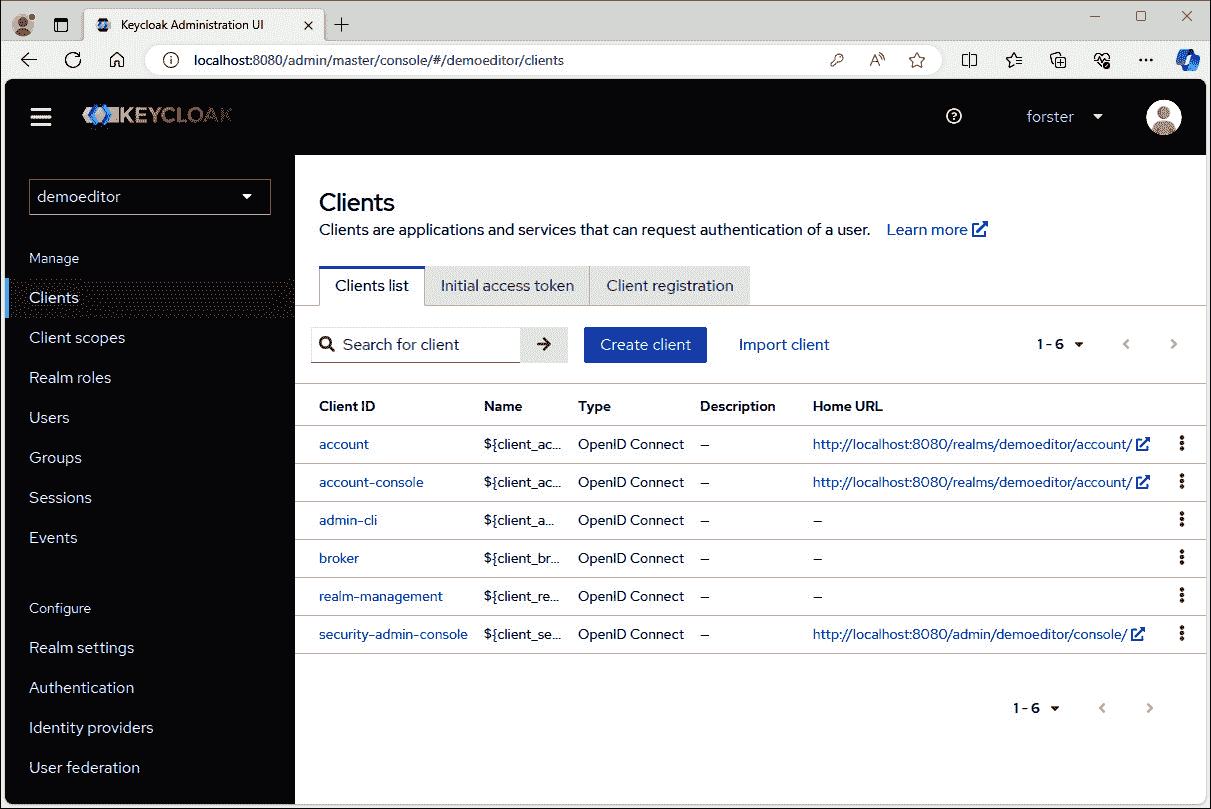 Keycloak Administration UI
localhost:8080/admin/master/console/#/demoeditor/clients
KEYCLOAK
forster
demoeditor
Manage
Clients
Client scopes
Realm roles
Users
Groups
Sessions
Events
Configure
Realm settings
Authentication
Identity providers
User federation
Clients
Clients are applications and services that can request authentication of a user. Learn more
Clients list Initial access token Client registration
Search for client Create client Import client 1 - 6
Client ID Name Type Description Home URL
account ${client_ac... OpenID Connect – http://localhost:8080/realms/demoeditor/account/
account-console ${client_ac... OpenID Connect – http://localhost:8080/realms/demoeditor/account/
admin-cli ${client_a... OpenID Connect – –
broker ${client_br... OpenID Connect – –
realm-management ${client_re... OpenID Connect – –
security-admin-console ${client_se... OpenID Connect – http://localhost:8080/admin/demoeditor/console/
1 - 6